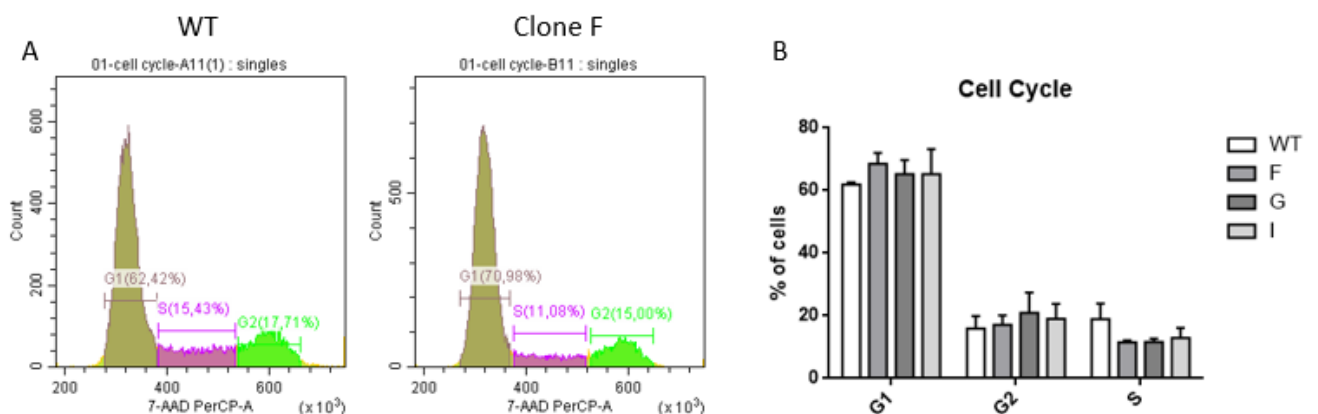 A
WT
01-cell cycle-A11(1) : singles
Count
600
400
200
0
G1(62,42%)
S(15,43%)
G2(17,71%)
200 400 600
7-AAD PerCP-A (x 10³)
Clone F
01-cell cycle-B11 : singles
Count
500
0
G1(70,98%)
S(11,08%)
G2(15,00%)
200 400 600
7-AAD PerCP-A (x 10³)
B
Cell Cycle
% of cells
80
60
40
20
0
G1 G2 S
WT
F
G
I